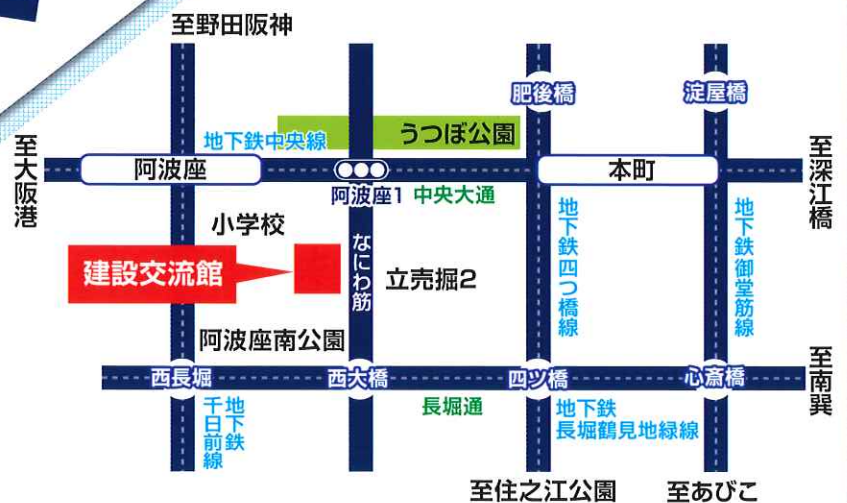 至野田阪神
肥後橋
淀屋橋
うつぼ公園
地下鉄中央線
至大阪港
阿波座
本町
至深江橋
阿波座1
中央大通
小学校
建設交流館
なにわ筋
立売堀2
地下鉄四つ橋線
地下鉄御堂筋線
阿波座南公園
西長堀
西大橋
四ツ橋
心斎橋
至南巽
地下鉄
千日前線
長堀通
地下鉄
長堀鶴見地緑線
至住之江公園
至あびこ